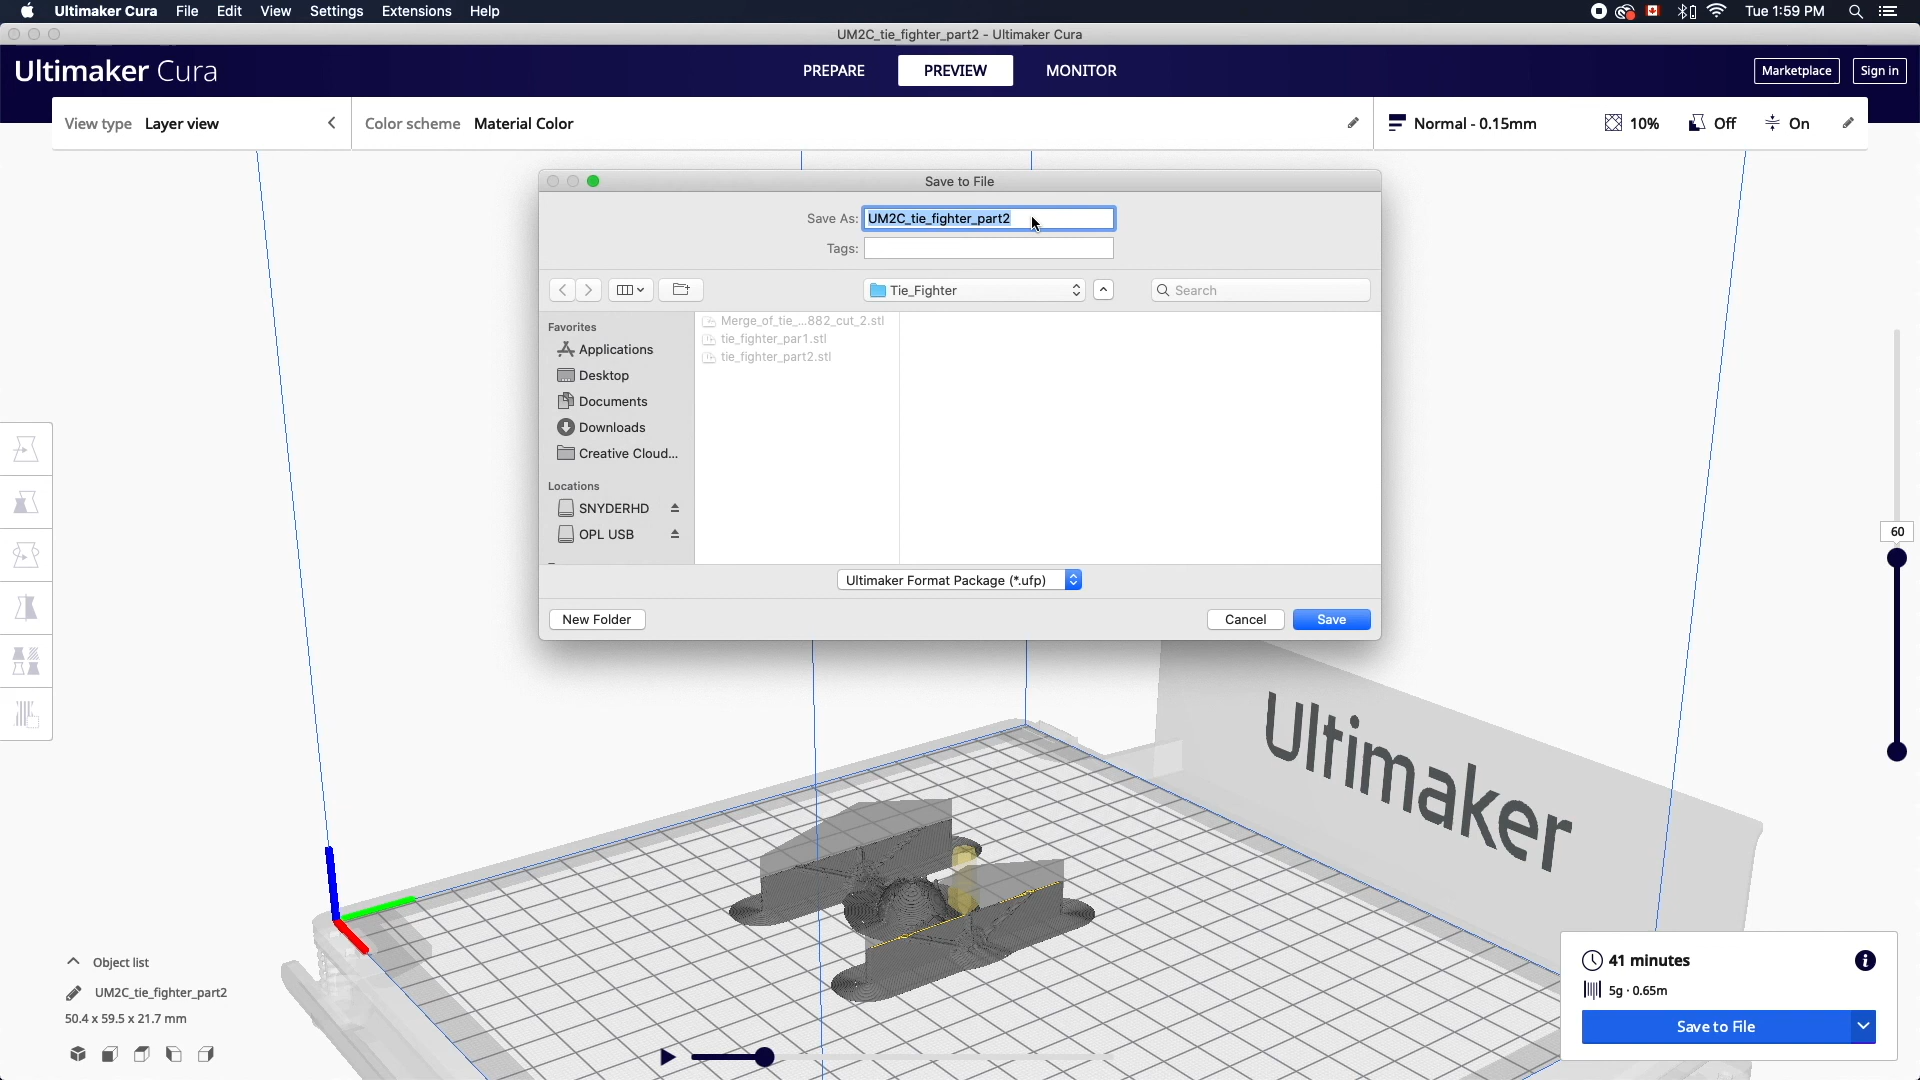 Ultimaker Cura File Edit View Settings Extensions Help Tue 1:59 PM
UM2C_tie_fighter_part2 - Ultimaker Cura
Ultimaker Cura PREPARE PREVIEW MONITOR Marketplace Sign in
View type Layer view Color scheme Material Color Normal - 0.15mm 10% Off On
Save to File
Save As: UM2C_tie_fighter_part2
Tags:
Tie_Fighter Search
Favorites
Applications
Desktop
Documents
Downloads
Creative Cloud...
Locations
SNYDERHD
OPL USB
Merge_of_tie_...882_cut_2.stl
tie_fighter_par1.stl
tie_fighter_part2.stl
Ultimaker Format Package (*.ufp)
New Folder Cancel Save
60
Ultimaker
Object list
UM2C_tie_fighter_part2
50.4 x 59.5 x 21.7 mm
41 minutes
5g · 0.65m
Save to File